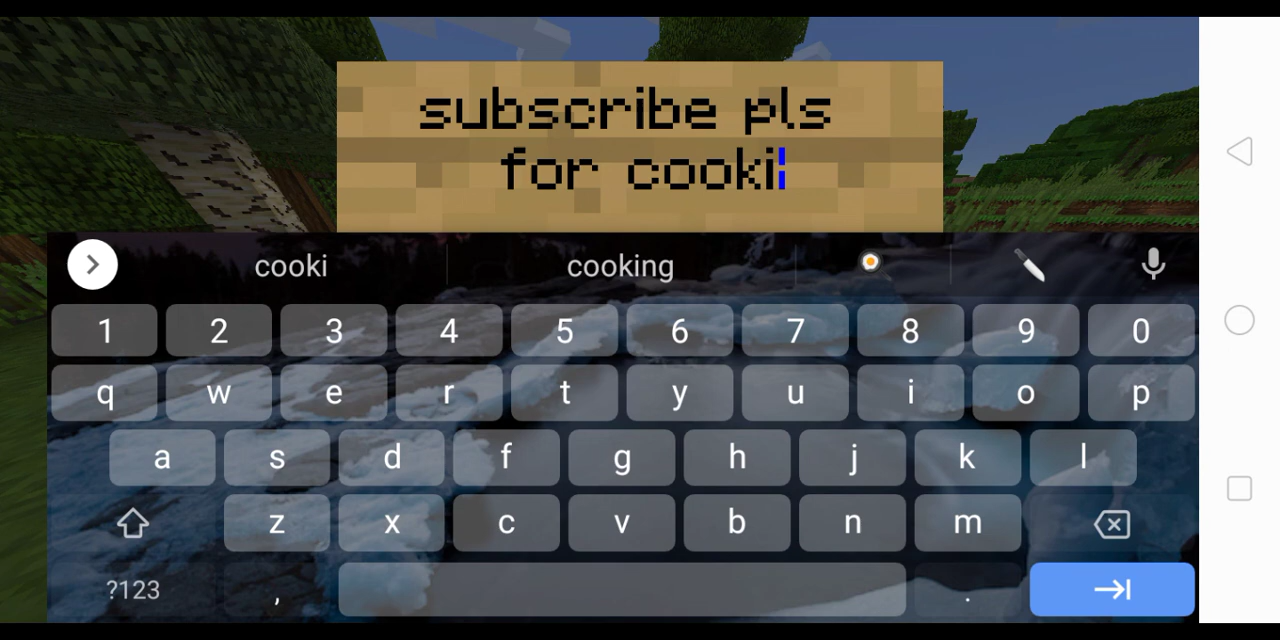 subscribe pls
for cooki
cooki cooking
1 2 3 4 5 6 7 8 9 0
q w e r t y u i o p
a s d f g h j k l
z x c v b n m
?123 , .